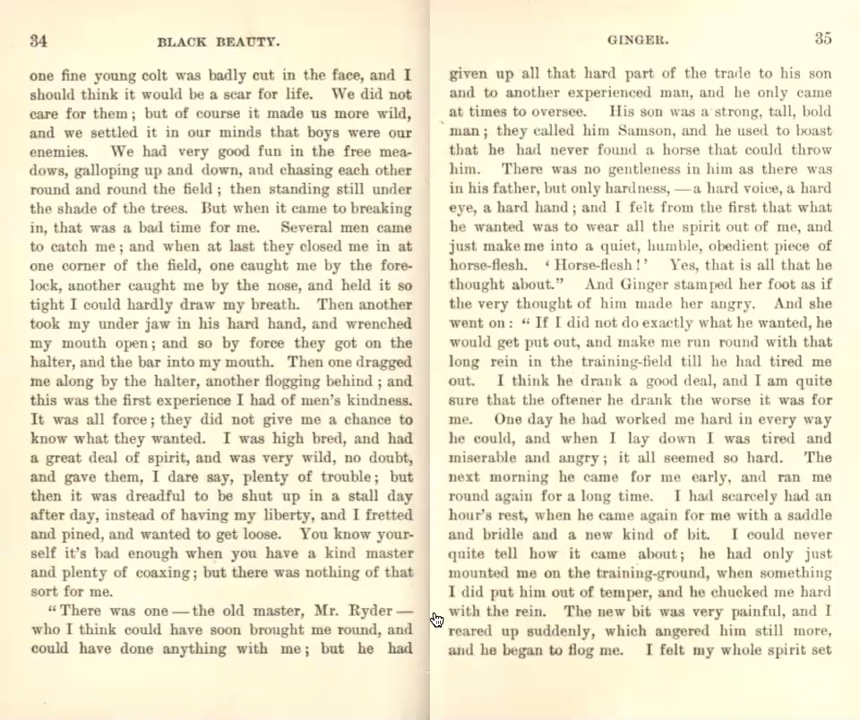 34
BLACK BEAUTY.
one fine young colt was badly cut in the face, and I
should think it would be a scar for life. We did not
care for them; but of course it made us more wild,
and we settled it in our minds that boys were our
enemies. We had very good fun in the free mea-
dows, galloping up and down, and chasing each other
round and round the field; then standing still under
the shade of the trees. But when it came to breaking
in, that was a bad time for me. Several men came
to catch me; and when at last they closed me in at
one corner of the field, one caught me by the fore-
lock, another caught me by the nose, and held it so
tight I could hardly draw my breath. Then another
took my under jaw in his hard hand, and wrenched
my mouth open; and so by force they got on the
halter, and the bar into my mouth. Then one dragged
me along by the halter, another flogging behind; and
this was the first experience I had of men's kindness.
It was all force; they did not give me a chance to
know what they wanted. I was high bred, and had
a great deal of spirit, and was very wild, no doubt,
and gave them, I dare say, plenty of trouble; but
then it was dreadful to be shut up in a stall day
after day, instead of having my liberty, and I fretted
and pined, and wanted to get loose. You know your-
self it's bad enough when you have a kind master
and plenty of coaxing; but there was nothing of that
sort for me.
"There was one — the old master, Mr. Ryder —
who I think could have soon brought me round, and
could have done anything with me; but he had
GINGER.
35
given up all that hard part of the trade to his son
and to another experienced man, and he only came
at times to oversee. His son was a strong, tall, bold
man; they called him Samson, and he used to boast
that he had never found a horse that could throw
him. There was no gentleness in him as there was
in his father, but only hardness, — a hard voice, a hard
eye, a hard hand; and I felt from the first that what
he wanted was to wear all the spirit out of me, and
just make me into a quiet, humble, obedient piece of
horse-flesh. 'Horse-flesh!' Yes, that is all that he
thought about." And Ginger stamped her foot as if
the very thought of him made her angry. And she
went on: "If I did not do exactly what he wanted, he
would get put out, and make me run round with that
long rein in the training-field till he had tired me
out. I think he drank a good deal, and I am quite
sure that the oftener he drank the worse it was for
me. One day he had worked me hard in every way
he could, and when I lay down I was tired and
miserable and angry; it all seemed so hard. The
next morning he came for me early, and ran me
round again for a long time. I had scarcely had an
hour's rest, when he came again for me with a saddle
and bridle and a new kind of bit. I could never
quite tell how it came about; he had only just
mounted me on the training-ground, when something
I did put him out of temper, and he chucked me hard
with the rein. The new bit was very painful, and I
reared up suddenly, which angered him still more,
and he began to flog me. I felt my whole spirit set